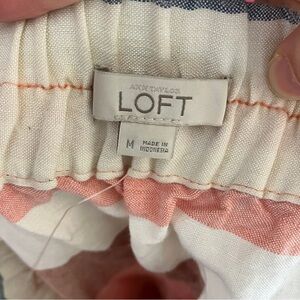 ANN TAYLOR
LOFT
M
MADE IN
INDONESIA